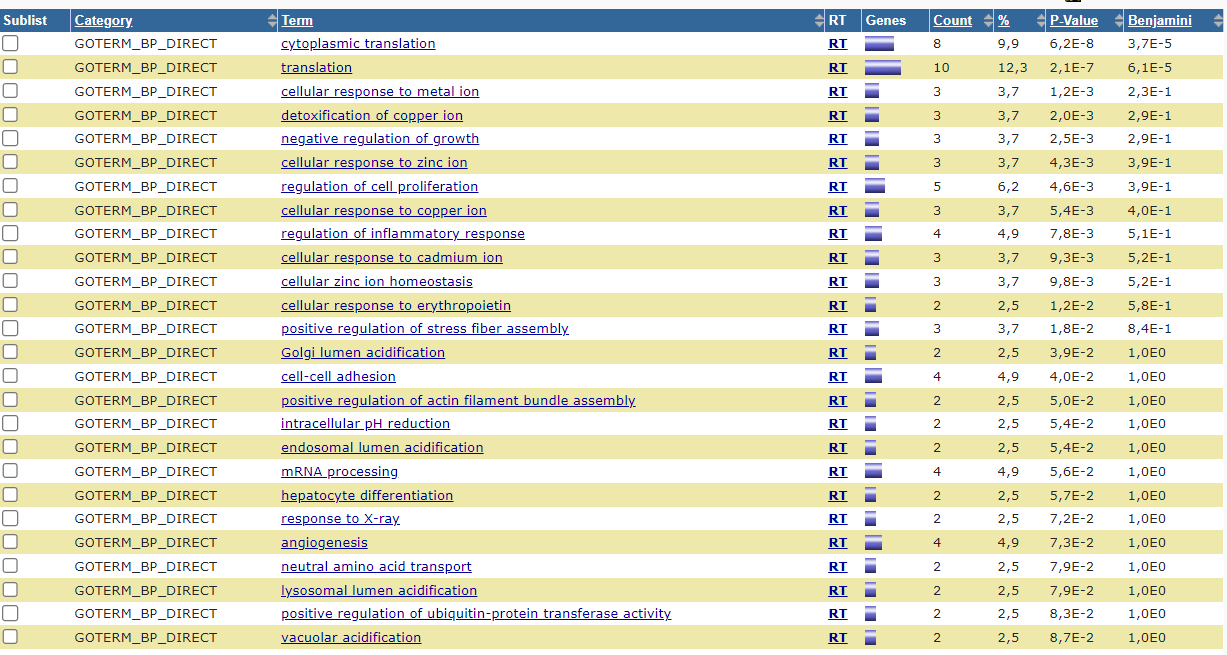 Sublist Category Term RT Genes Count % P-Value Benjamini
GOTERM_BP_DIRECT cytoplasmic translation RT 8 9,9 6,2E-8 3,7E-5
GOTERM_BP_DIRECT translation RT 10 12,3 2,1E-7 6,1E-5
GOTERM_BP_DIRECT cellular response to metal ion RT 3 3,7 1,2E-3 2,3E-1
GOTERM_BP_DIRECT detoxification of copper ion RT 3 3,7 2,0E-3 2,9E-1
GOTERM_BP_DIRECT negative regulation of growth RT 3 3,7 2,5E-3 2,9E-1
GOTERM_BP_DIRECT cellular response to zinc ion RT 3 3,7 4,3E-3 3,9E-1
GOTERM_BP_DIRECT regulation of cell proliferation RT 5 6,2 4,6E-3 3,9E-1
GOTERM_BP_DIRECT cellular response to copper ion RT 3 3,7 5,4E-3 4,0E-1
GOTERM_BP_DIRECT regulation of inflammatory response RT 4 4,9 7,8E-3 5,1E-1
GOTERM_BP_DIRECT cellular response to cadmium ion RT 3 3,7 9,3E-3 5,2E-1
GOTERM_BP_DIRECT cellular zinc ion homeostasis RT 3 3,7 9,8E-3 5,2E-1
GOTERM_BP_DIRECT cellular response to erythropoietin RT 2 2,5 1,2E-2 5,8E-1
GOTERM_BP_DIRECT positive regulation of stress fiber assembly RT 3 3,7 1,8E-2 8,4E-1
GOTERM_BP_DIRECT Golgi lumen acidification RT 2 2,5 3,9E-2 1,0E0
GOTERM_BP_DIRECT cell-cell adhesion RT 4 4,9 4,0E-2 1,0E0
GOTERM_BP_DIRECT positive regulation of actin filament bundle assembly RT 2 2,5 5,0E-2 1,0E0
GOTERM_BP_DIRECT intracellular pH reduction RT 2 2,5 5,4E-2 1,0E0
GOTERM_BP_DIRECT endosomal lumen acidification RT 2 2,5 5,4E-2 1,0E0
GOTERM_BP_DIRECT mRNA processing RT 4 4,9 5,6E-2 1,0E0
GOTERM_BP_DIRECT hepatocyte differentiation RT 2 2,5 5,7E-2 1,0E0
GOTERM_BP_DIRECT response to X-ray RT 2 2,5 7,2E-2 1,0E0
GOTERM_BP_DIRECT angiogenesis RT 4 4,9 7,3E-2 1,0E0
GOTERM_BP_DIRECT neutral amino acid transport RT 2 2,5 7,9E-2 1,0E0
GOTERM_BP_DIRECT lysosomal lumen acidification RT 2 2,5 7,9E-2 1,0E0
GOTERM_BP_DIRECT positive regulation of ubiquitin-protein transferase activity RT 2 2,5 8,3E-2 1,0E0
GOTERM_BP_DIRECT vacuolar acidification RT 2 2,5 8,7E-2 1,0E0